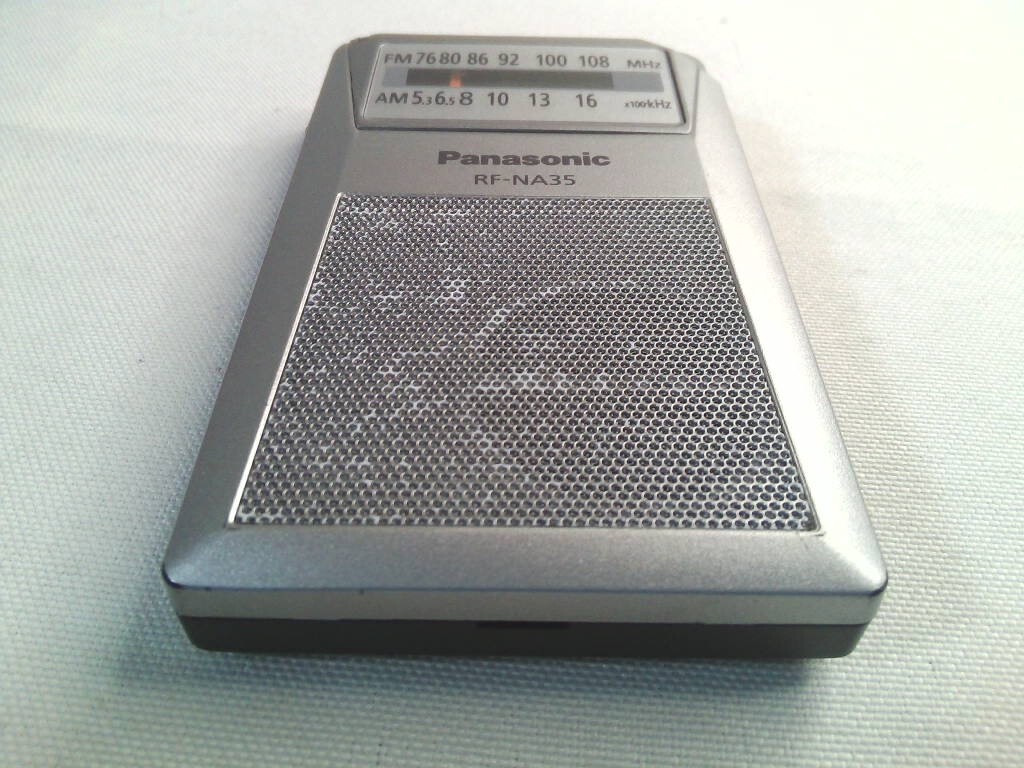 FM 76 80 86 92 100 108 MHz
AM 5.3 6.5 8 10 13 16 x100kHz
Panasonic
RF-NA35